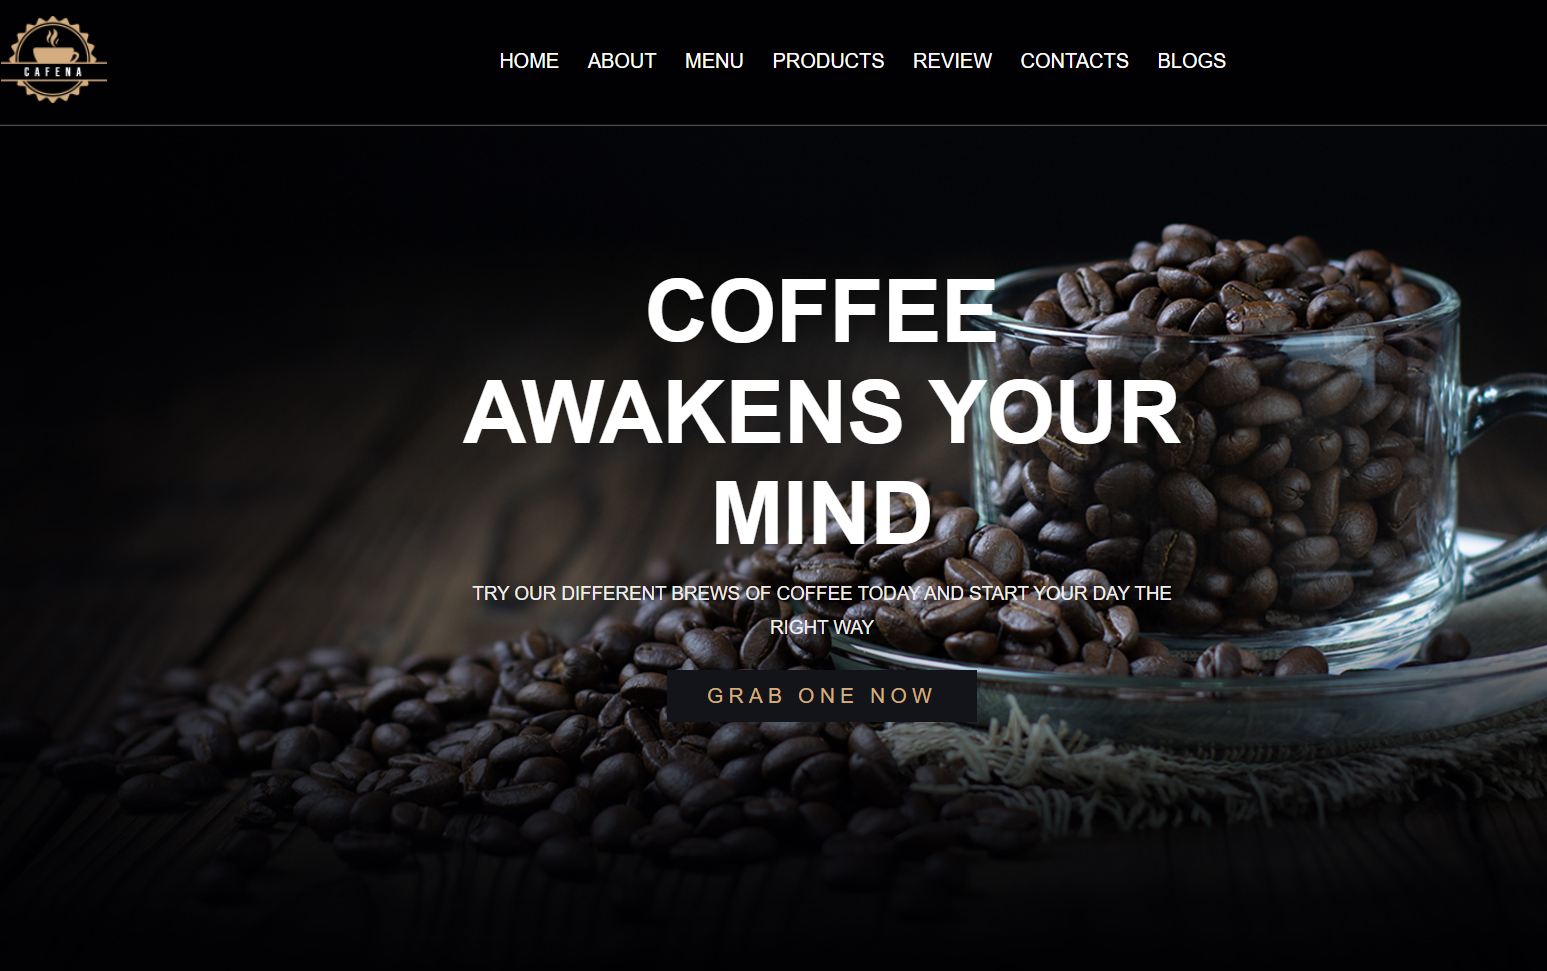 CAFENA
HOME ABOUT MENU PRODUCTS REVIEW CONTACTS BLOGS
COFFEE
AWAKENS YOUR
MIND
TRY OUR DIFFERENT BREWS OF COFFEE TODAY AND START YOUR DAY THE
RIGHT WAY
GRAB ONE NOW